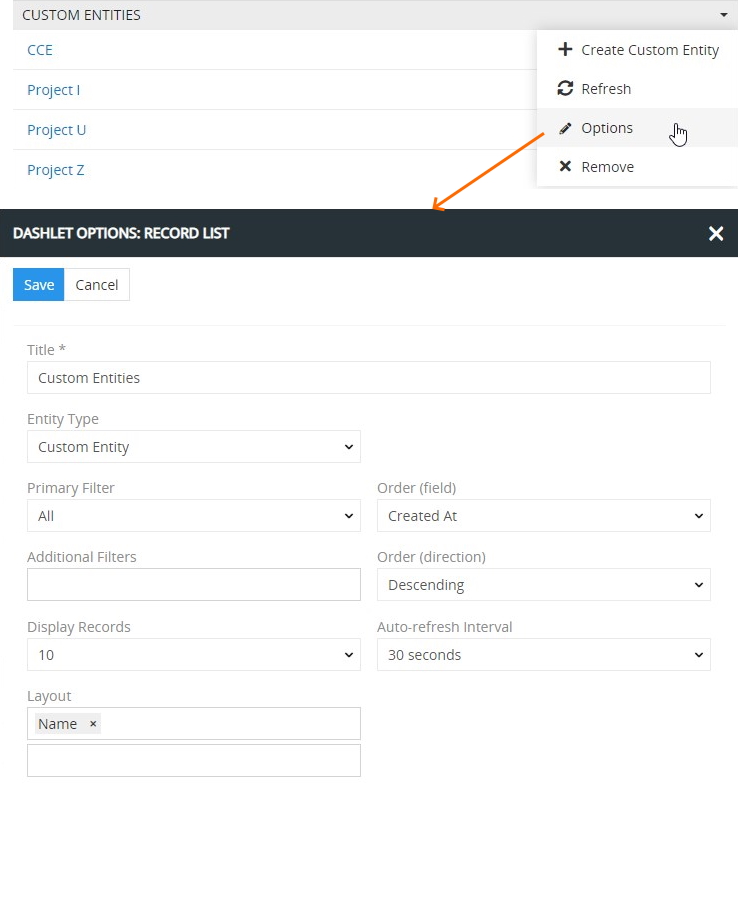 CUSTOM ENTITIES
CCE
Create Custom Entity
Project I
Refresh
Project U
Options
Project Z
Remove
DASHLET OPTIONS: RECORD LIST
Save Cancel
Title *
Custom Entities
Entity Type
Custom Entity
Primary Filter Order (field)
All Created At
Additional Filters Order (direction)
Descending
Display Records Auto-refresh Interval
10 30 seconds
Layout
Name ×